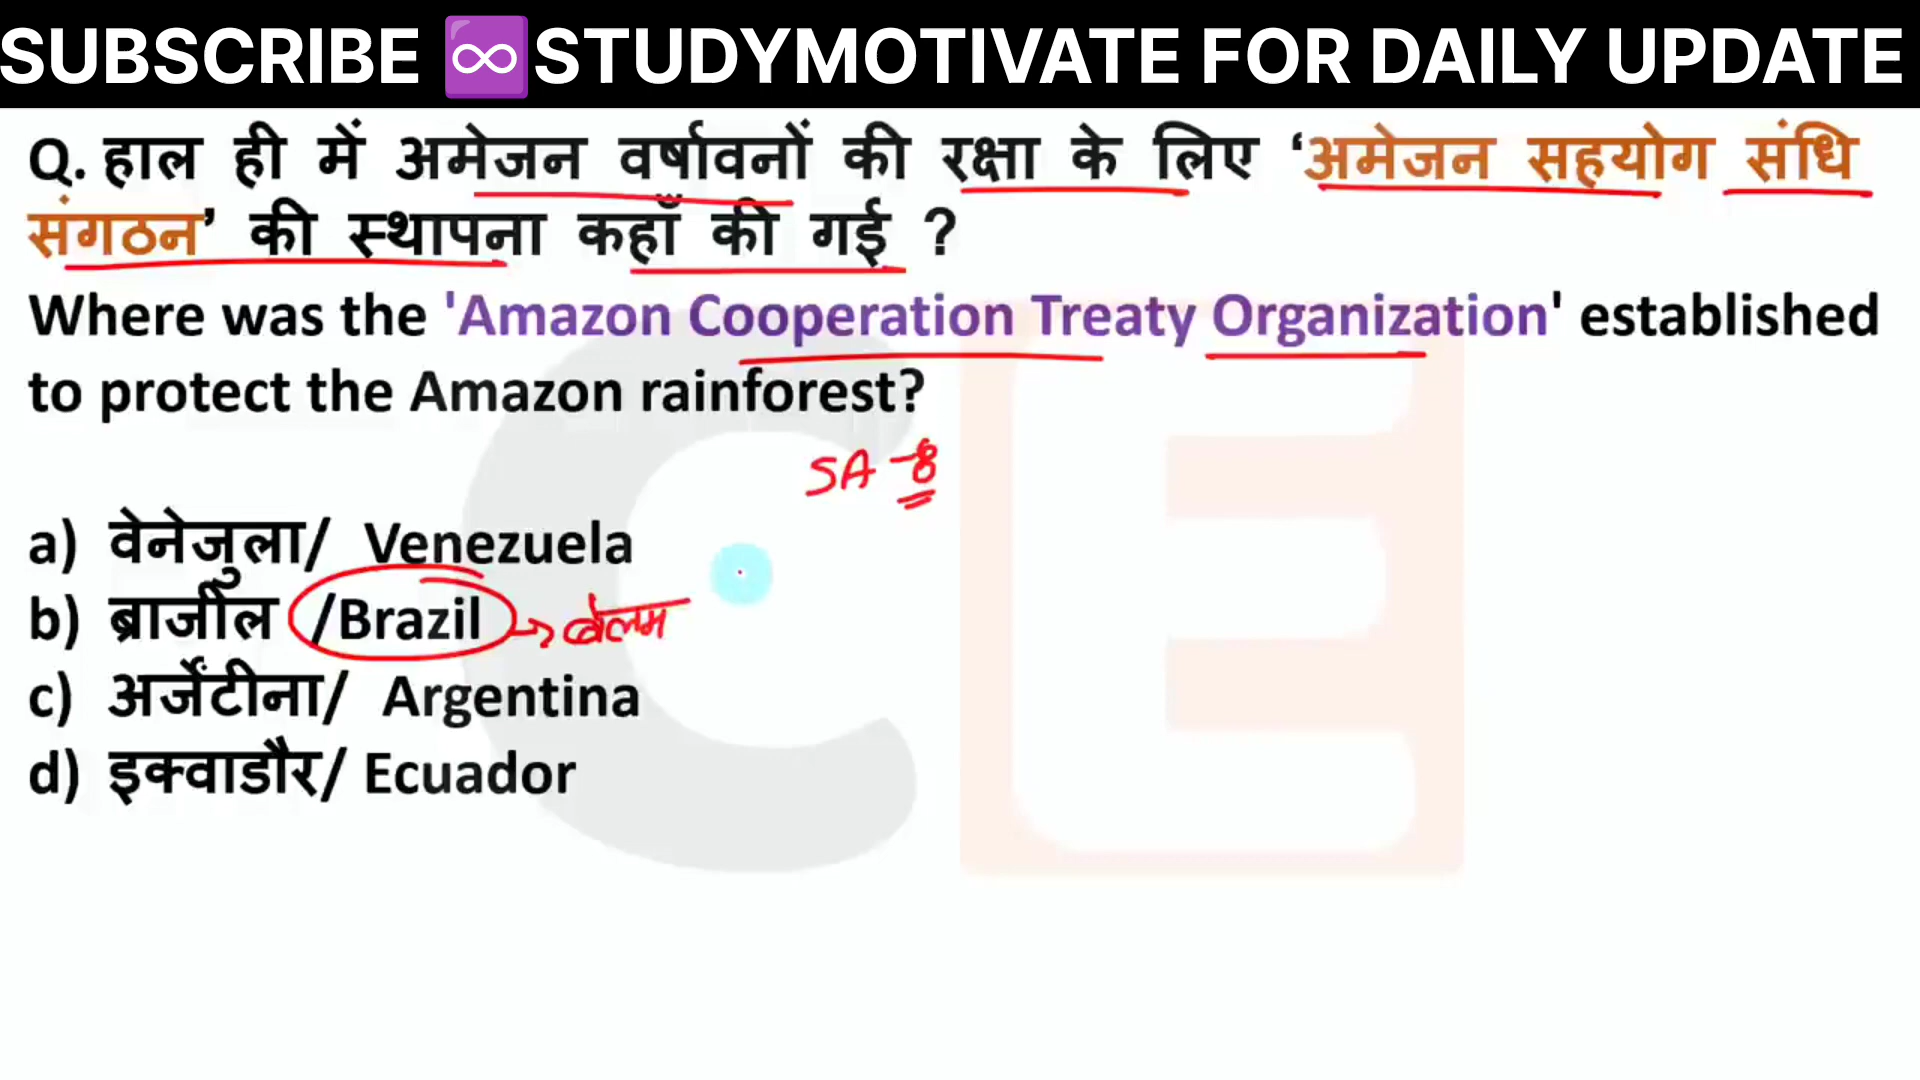 SUBSCRIBE ♾️STUDYMOTIVATE FOR DAILY UPDATE
Q. हाल ही में अमेजन वर्षावनों की रक्षा के लिए ‘अमेजन सहयोग संधि
संगठन’ की स्थापना कहाँ की गई ?
Where was the 'Amazon Cooperation Treaty Organization' established
to protect the Amazon rainforest?
SA - 8
a) वेनेजुला/ Venezuela
b) ब्राजील /Brazil → बेलम
c) अर्जेंटीना/ Argentina
d) इक्वाडौर/ Ecuador
CE